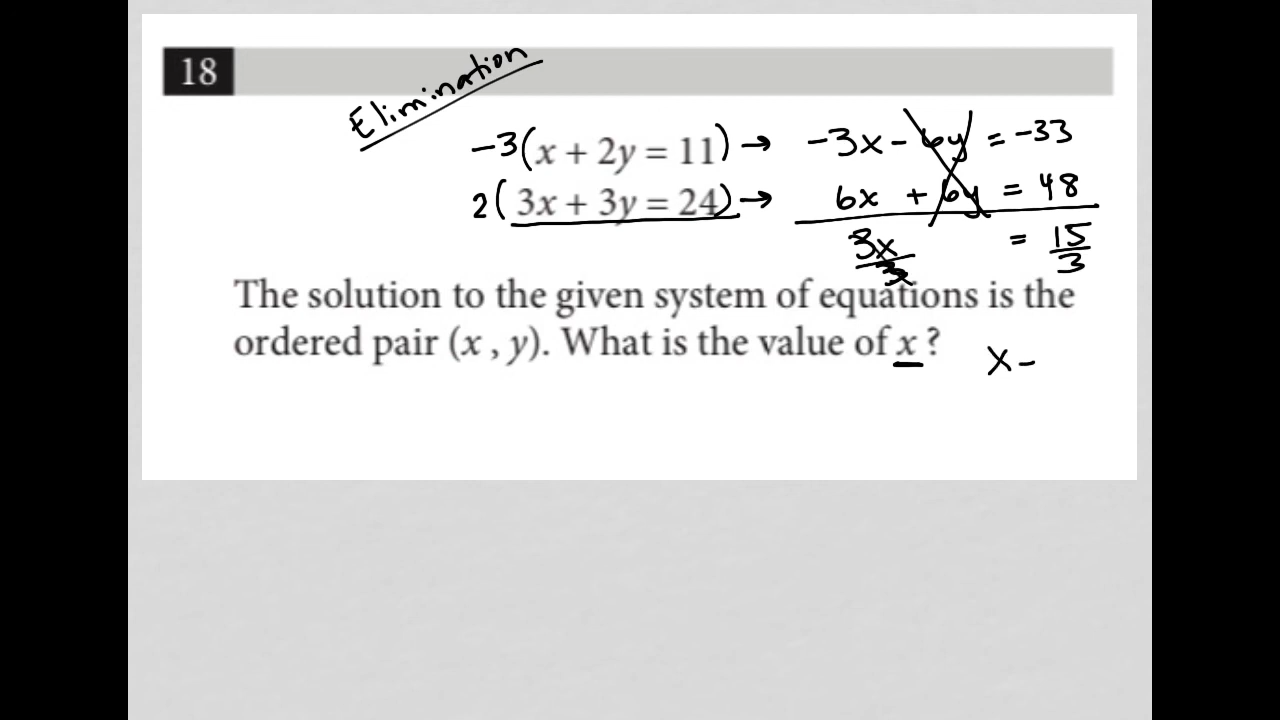 18
Elimination
-3(x + 2y = 11) → -3x - 6y = -33
2(3x + 3y = 24) → 6x + 6y = 48
3x/3 = 15/3
The solution to the given system of equations is the
ordered pair (x , y). What is the value of x ?
x -